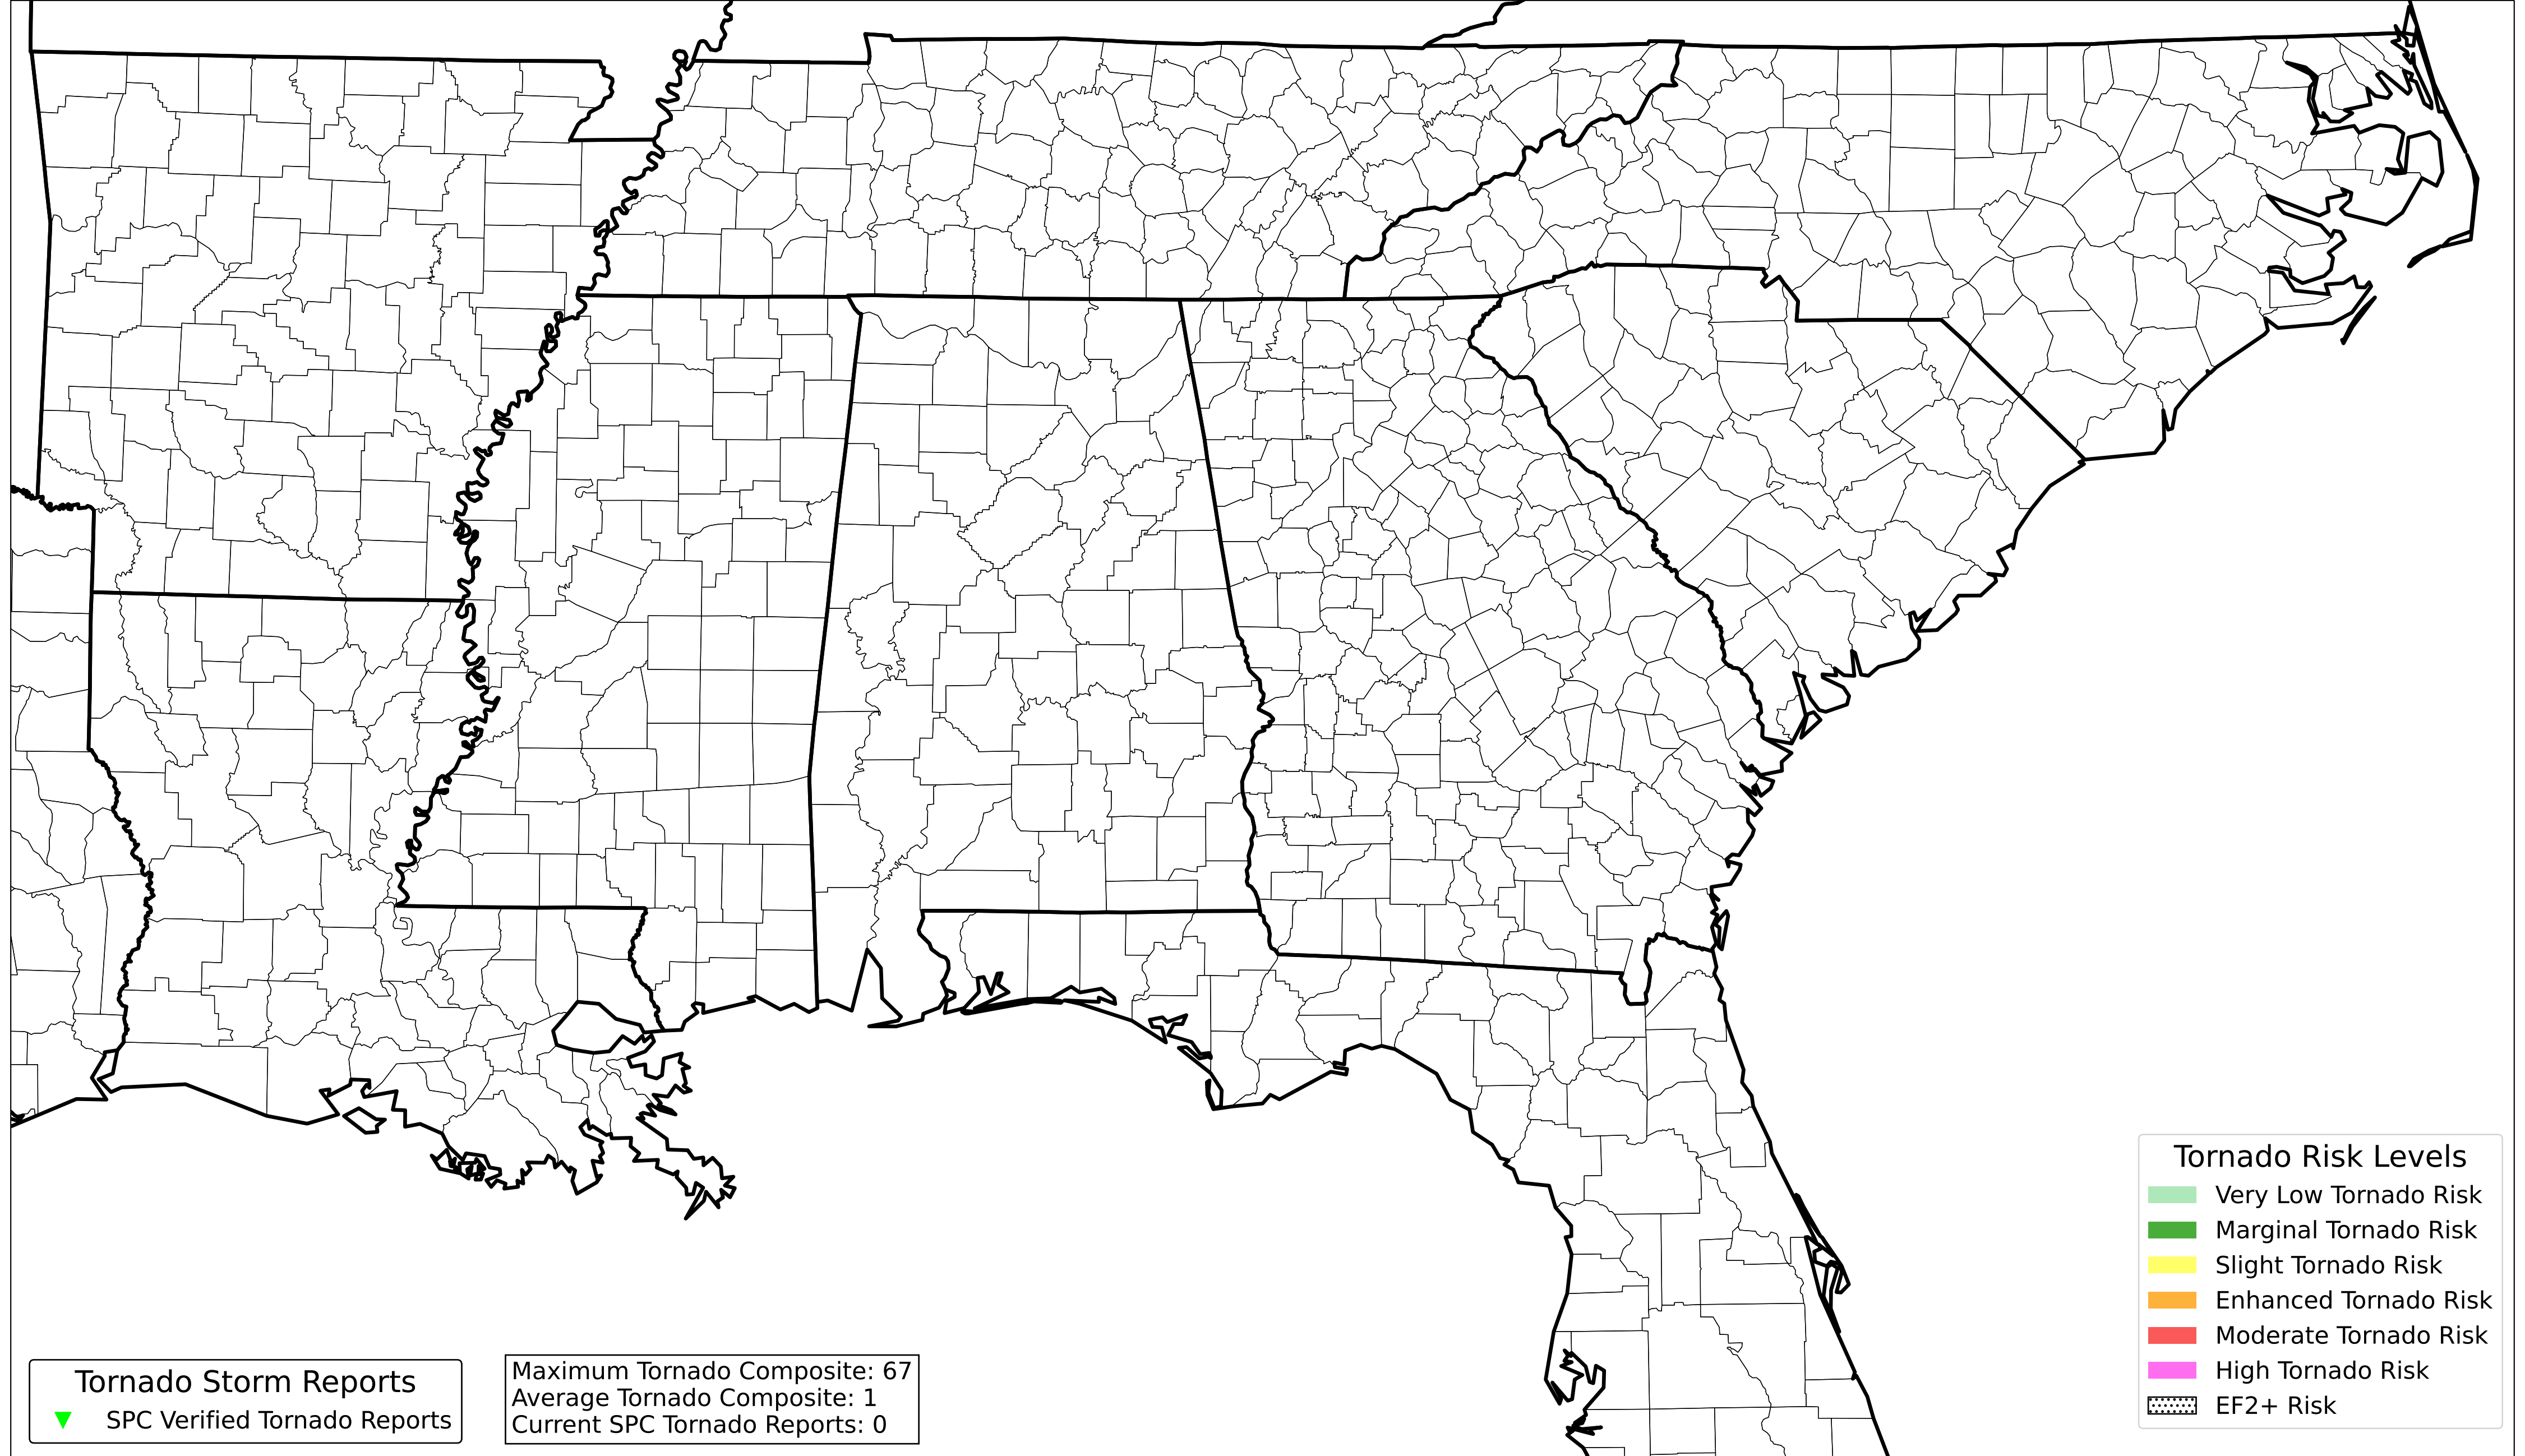 Tornado Storm Reports
SPC Verified Tornado Reports
Maximum Tornado Composite: 67
Average Tornado Composite: 1
Current SPC Tornado Reports: 0
Tornado Risk Levels
Very Low Tornado Risk
Marginal Tornado Risk
Slight Tornado Risk
Enhanced Tornado Risk
Moderate Tornado Risk
High Tornado Risk
EF2+ Risk